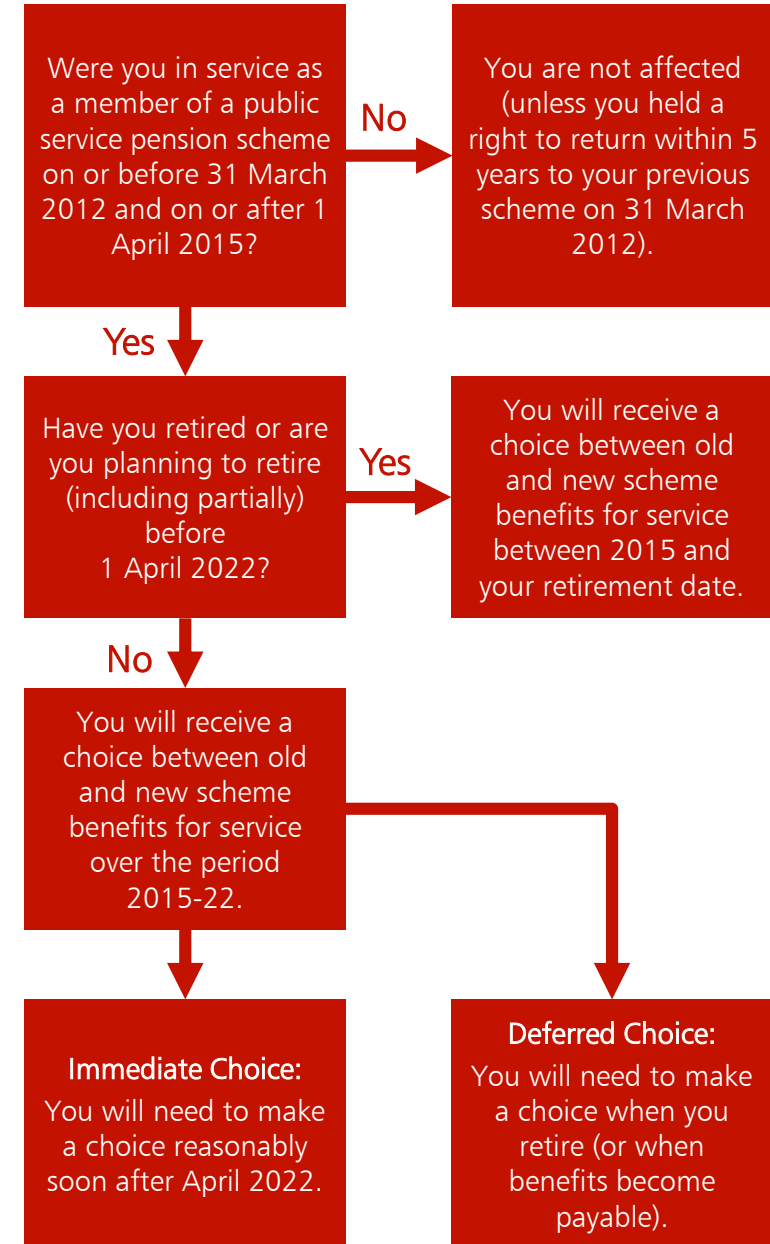 Were you in service as
a member of a public
service pension scheme
on or before 31 March
2012 and on or after 1
April 2015?
No
You are not affected
(unless you held a
right to return within 5
years to your previous
scheme on 31 March
2012).
Yes
Have you retired or are
you planning to retire
(including partially)
before
1 April 2022?
Yes
You will receive a
choice between old
and new scheme
benefits for service
between 2015 and
your retirement date.
No
You will receive a
choice between old
and new scheme
benefits for service
over the period
2015-22.
Immediate Choice:
You will need to make
a choice reasonably
soon after April 2022.
Deferred Choice:
You will need to make
a choice when you
retire (or when
benefits become
payable).